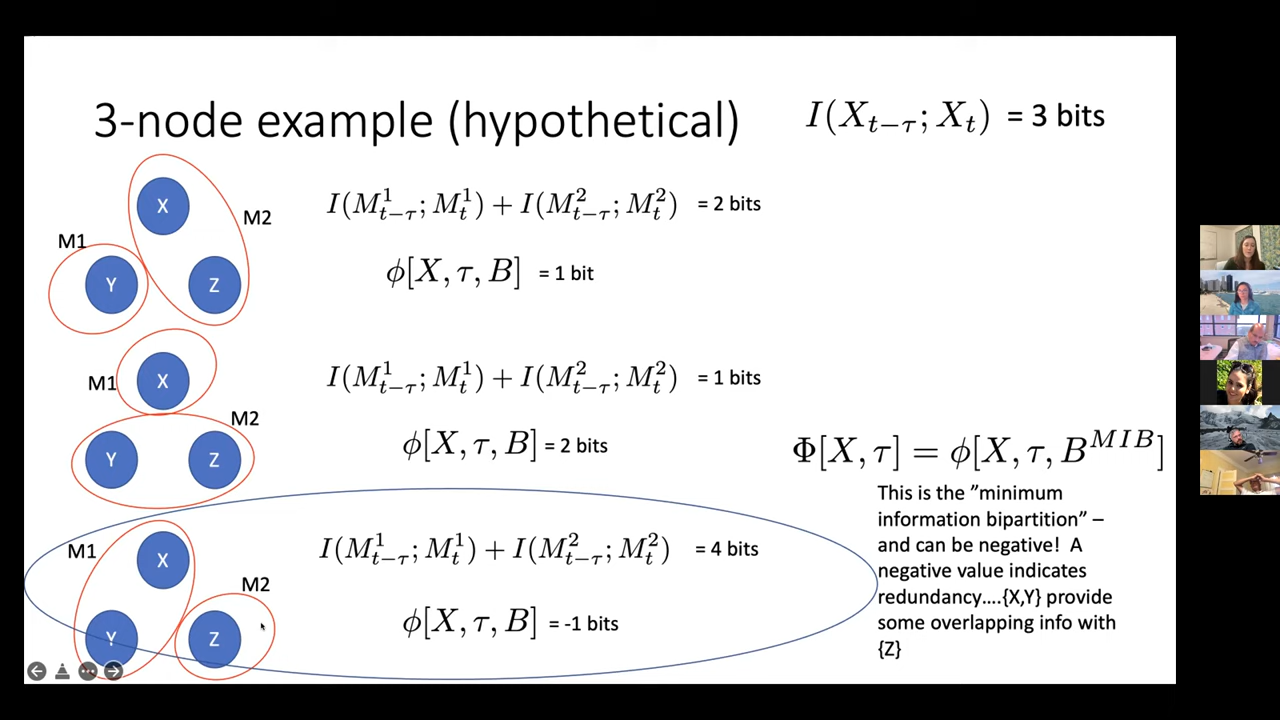 3-node example (hypothetical)
I(X_{t−τ}; X_t) = 3 bits
X
M2
M1
Y
Z
I(M^1_{t−τ}; M^1_t) + I(M^2_{t−τ}; M^2_t) = 2 bits
ϕ[X, τ, B] = 1 bit
X
M1
M2
Y
Z
I(M^1_{t−τ}; M^1_t) + I(M^2_{t−τ}; M^2_t) = 1 bits
ϕ[X, τ, B] = 2 bits
M1
X
M2
Y
Z
I(M^1_{t−τ}; M^1_t) + I(M^2_{t−τ}; M^2_t) = 4 bits
ϕ[X, τ, B] = -1 bits
Φ[X, τ] = ϕ[X, τ, B^{MIB}]
This is the ”minimum
information bipartition” –
and can be negative! A
negative value indicates
redundancy….{X,Y} provide
some overlapping info with
{Z}